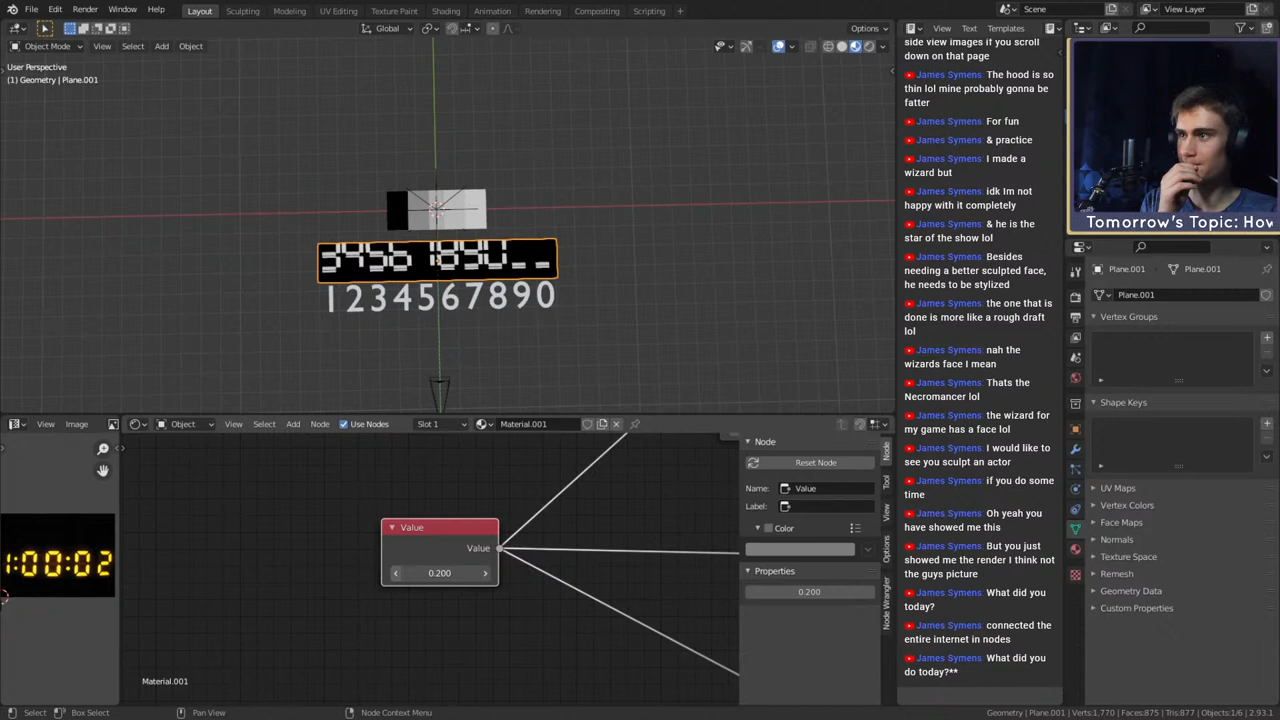 File Edit Render Window Help Layout Sculpting Modeling UV Editing Texture Paint Shading Animation Rendering Compositing Scripting + Scene View Layer
Object Mode View Select Add Object Global Options
View Text Templates
User Perspective
(1) Geometry | Plane.001
1234567890
side view images if you scroll
down on that page
James Symens: The hood is so
thin lol mine probably gonna be
fatter
James Symens: For fun
James Symens: & practice
James Symens: I made a
wizard but
James Symens: idk Im not
happy with it completely
James Symens: & he is the
star of the show lol
James Symens: Besides
needing a better sculpted face,
he needs to be stylized
James Symens: the one that is
done is more like a rough draft
lol
James Symens: nah the
wizards face I mean
James Symens: Thats the
Necromancer lol
James Symens: the wizard for
my game has a face lol
James Symens: I would like to
see you sculpt an actor
James Symens: if you do some
time
James Symens: Oh yeah you
have showed me this
James Symens: But you just
showed me the render I think not
the guys picture
James Symens: What did you
today?
James Symens: connected the
entire internet in nodes
James Symens: What did you
do today?**
Tomorrow's Topic: How
Plane.001 Plane.001
Plane.001
Vertex Groups
Shape Keys
UV Maps
Vertex Colors
Face Maps
Normals
Texture Space
Remesh
Geometry Data
Custom Properties
View Image
1:00:02
Object View Select Add Node Use Nodes Slot 1 Material.001
Value
Value
0.200
Material.001
Node
Reset Node
Name: Value
Label:
Color
Properties
0.200
Node
Tool
View
Options
Node Wrangler
Select Box Select Pan View Node Context Menu Geometry | Plane.001 | Verts:1,770 | Faces:875 | Tris:877 | Objects:1/6 | 2.93.1